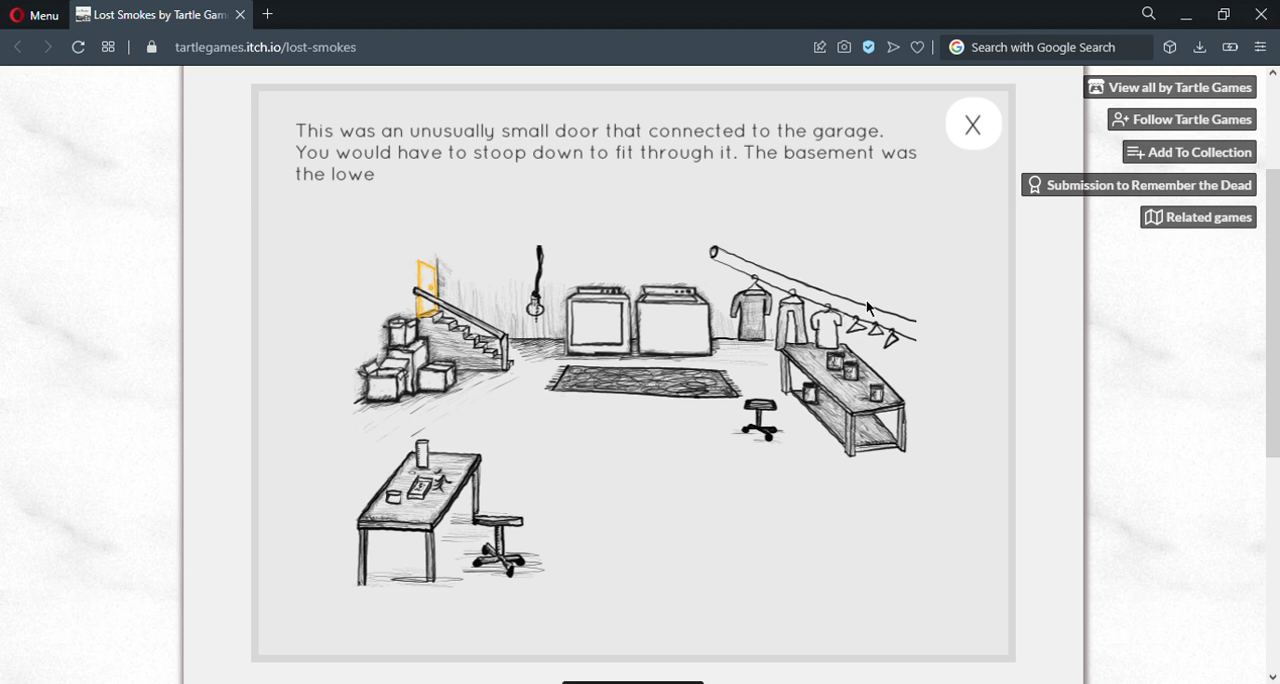 Menu
Lost Smokes by Tartle Gam
tartlegames.itch.io/lost-smokes
Search with Google Search
View all by Tartle Games
Follow Tartle Games
Add To Collection
Submission to Remember the Dead
Related games
X
This was an unusually small door that connected to the garage.
You would have to stoop down to fit through it. The basement was
the lowe